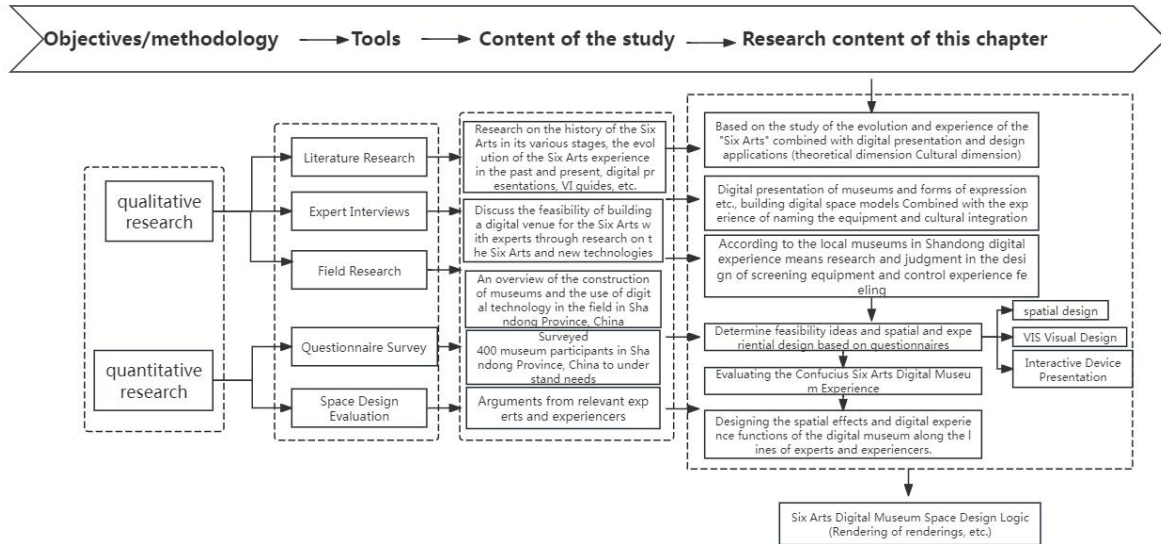 Objectives/methodology
Tools
Content of the study
Research content of this chapter
qualitative
research
quantitative
research
Literature Research
Expert Interviews
Field Research
Questionnaire Survey
Space Design
Evaluation
Research on the history of the Six
Arts in its various stages, the evol
ution of the Six Arts experience
in the past and present, digital pr
esentations, VI guides, etc.
Discuss the feasibility of building
a digital venue for the Six Arts w
ith experts through research on t
he Six Arts and new technologies
An overview of the construction
of museums and the use of digit
al technology in the field in Sha
ndong Province, China
Surveyed
400 museum participants in Sha
ndong Province, China to under
stand needs
Arguments from relevant exp
erts and experiencers
Based on the study of the evolution and experience of the
"Six Arts" combined with digital presentation and design
applications (theoretical dimension Cultural dimension)
Digital presentation of museums and forms of expression
etc., building digital space models Combined with the exp
erience of naming the equipment and cultural integration
According to the local museums in Shandong digital
experience means research and judgment in the desi
gn of screening equipment and control experience fe
eling
Determine feasibility ideas and spatial and expe
riential design based on questionnaires
Evaluating the Confucius Six Arts Digital Museu
m Experience
Designing the spatial effects and digital experie
nce functions of the digital museum along the l
ines of experts and experiencers.
spatial design
VIS Visual Design
Interactive Device
Presentation
Six Arts Digital Museum Space Design Logic
(Rendering of renderings, etc.)